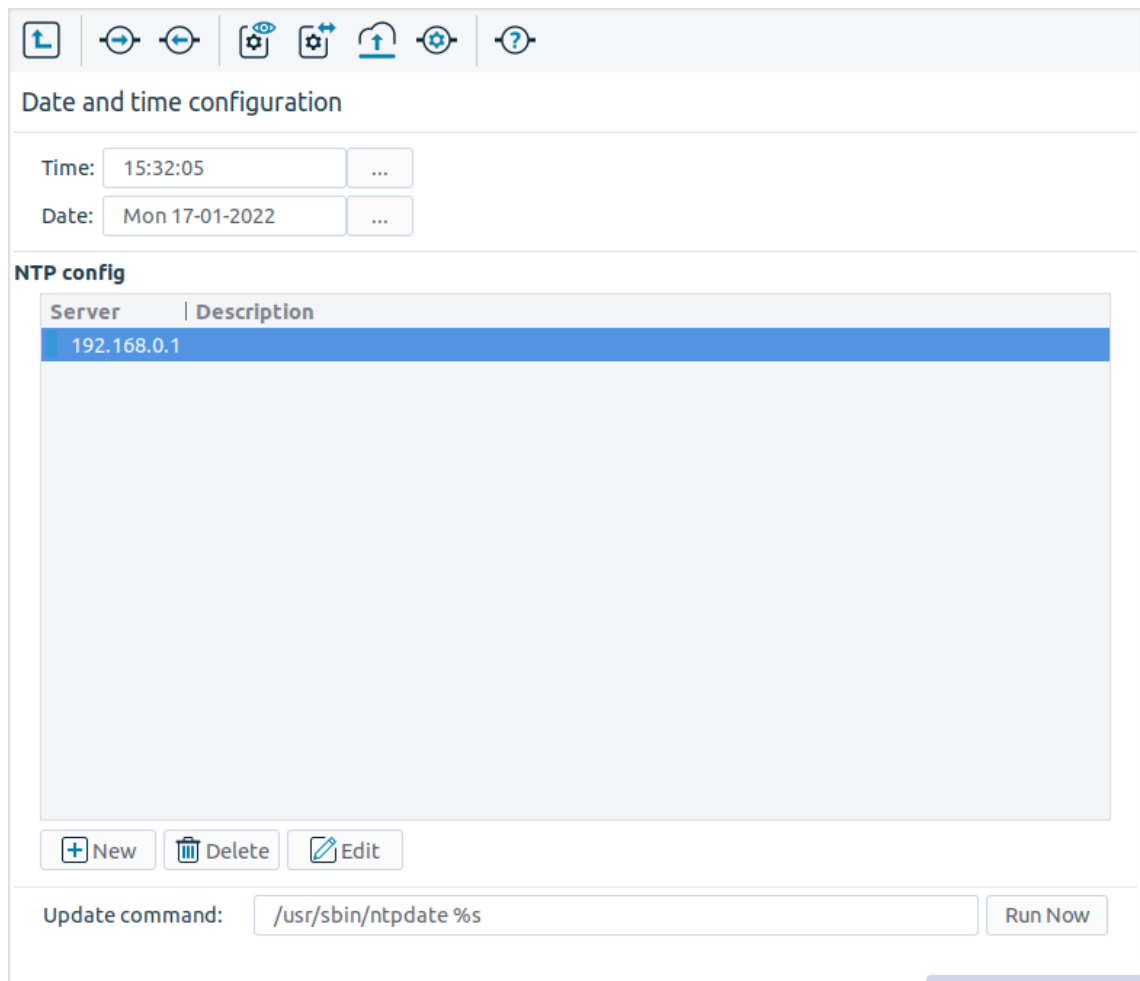 Date and time configuration
Time: 15:32:05 ...
Date: Mon 17-01-2022 ...
NTP config
Server Description
192.168.0.1
New Delete Edit
Update command: /usr/sbin/ntpdate %s Run Now